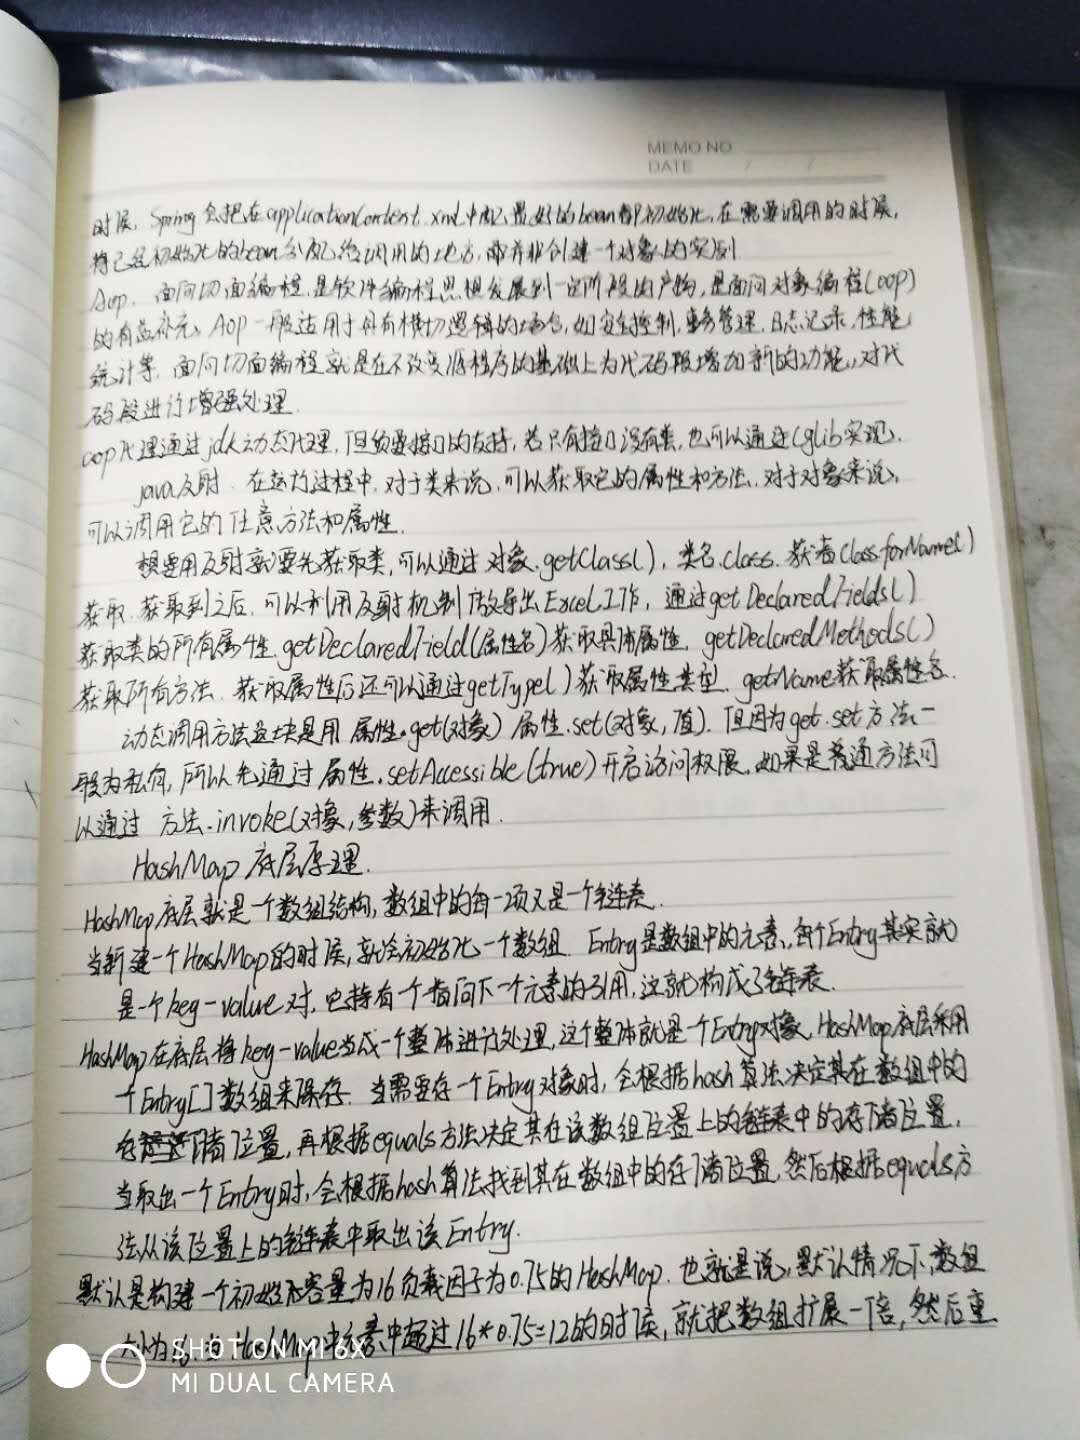 MEMO NO
DATE / /
时候, Spring会把在applicationContext.xml中配置好的bean都初始化, 在需要调用的时候,
将已经初始化的bean分配给调用的地方, 而并非创建一个对象的实例
Aop. 面向切面编程, 是软件编程思想发展到一定阶段的产物, 是面向对象编程(oop)
的有益补充, AOP一般适用于具有横切逻辑的场合, 如安全控制, 事务管理, 日志记录, 性能
统计等, 面向切面编程就是在不改变源程序的基础上为代码段增加新的功能, 对代
码段进行增强处理.
oop代理通过jdk动态代理, 但须要接口的支持, 若只有接口没有类, 也可以通过Cglib实现.
java反射. 在运行过程中, 对于类来说, 可以获取它的属性和方法, 对于对象来说,
可以调用它的任意方法和属性.
想要用反射就要先获取类, 可以通过 对象.getClass(), 类名.class. 获者Class.forName()
获取. 获取到之后, 可以利用反射机制 做导出Excel工作, 通过getDeclaredFields()
获取类的所有属性, getDeclaredField(属性名)获取具体属性, getDeclaredMethods()
获取所有方法. 获取属性后还可以通过getType()获取属性类型. getName获取属性名.
动态调用方法这块是用 属性.get(对象) 属性.set(对象,值). 但因为get.set方法一
般为私有, 所以先通过 属性.setAccessible(true)开启访问权限, 如果是普通方法可
以通过 方法.invoke(对象,参数)来调用.
HashMap底层原理.
HashMap底层就是一个数组结构, 数组中的每一项又是一个链表.
当新建一个HashMap的时候, 就会初始化一个数组. Entry是数组中的元素, 每个Entry其实就
是一个key-value对, 也持有一个指向下一个元素的引用, 这就构成了链表.
HashMap在底层将key-value当成一个整体进行处理, 这个整体就是一个Entry对象, HashMap底层采用
一个Entry[]数组来保存. 当需要存一个Entry对象时, 会根据hash算法决定其在数组中的
存储位置, 再根据equals方法决定其在该数组位置上的链表中的存储位置.
当取出一个Entry时, 会根据hash算法找到其在数组中的存储位置, 然后根据equals方
法从该位置上的链表中取出该Entry.
默认是构建一个初始化容量为16负载因子为0.75的HashMap. 也就是说, 默认情况下, 数组
大小为16, 当HashMap中元素中超过16*0.75=12的时候, 就把数组扩展一倍, 然后重
SHOT ON MI 6X
MI DUAL CAMERA